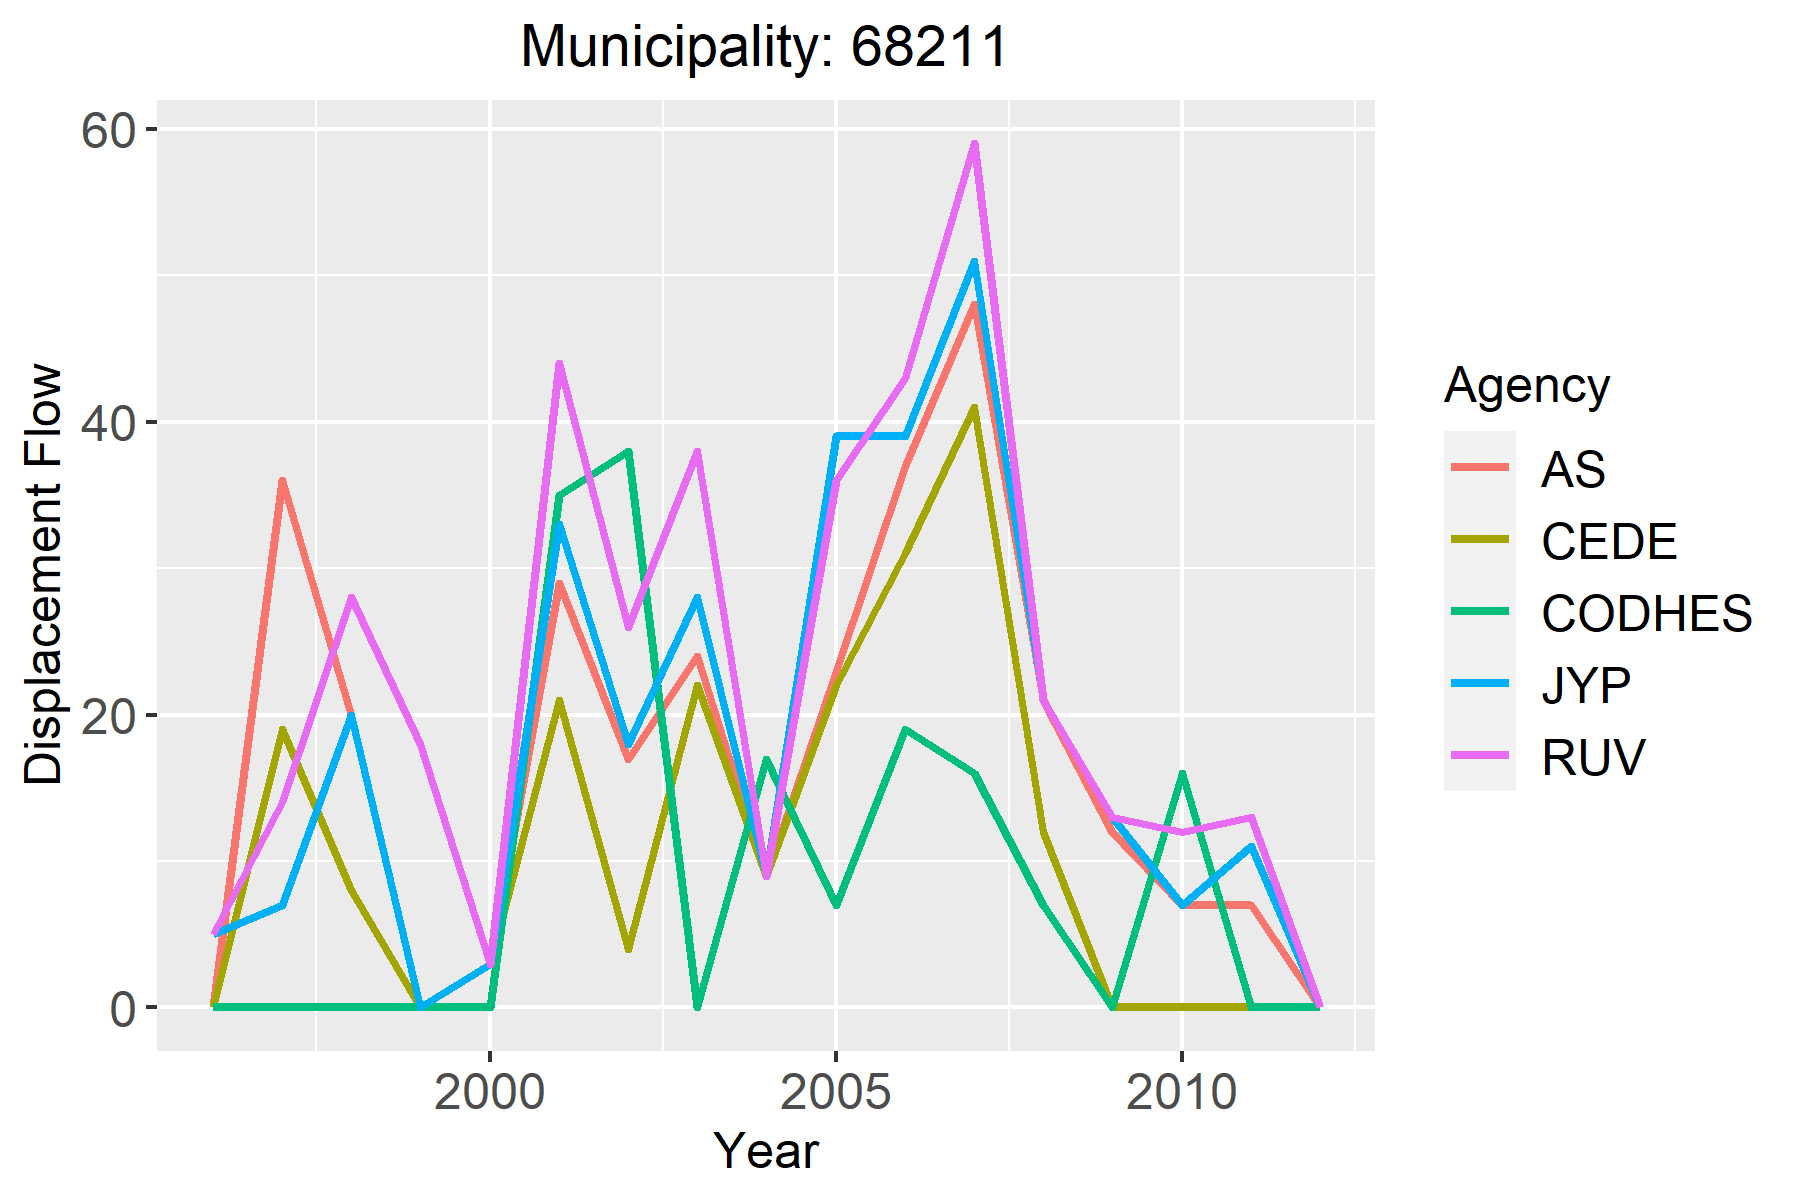 Municipality: 68211
60
40
20
0
Displacement Flow
2000 2005 2010
Year
Agency
AS
CEDE
CODHES
JYP
RUV